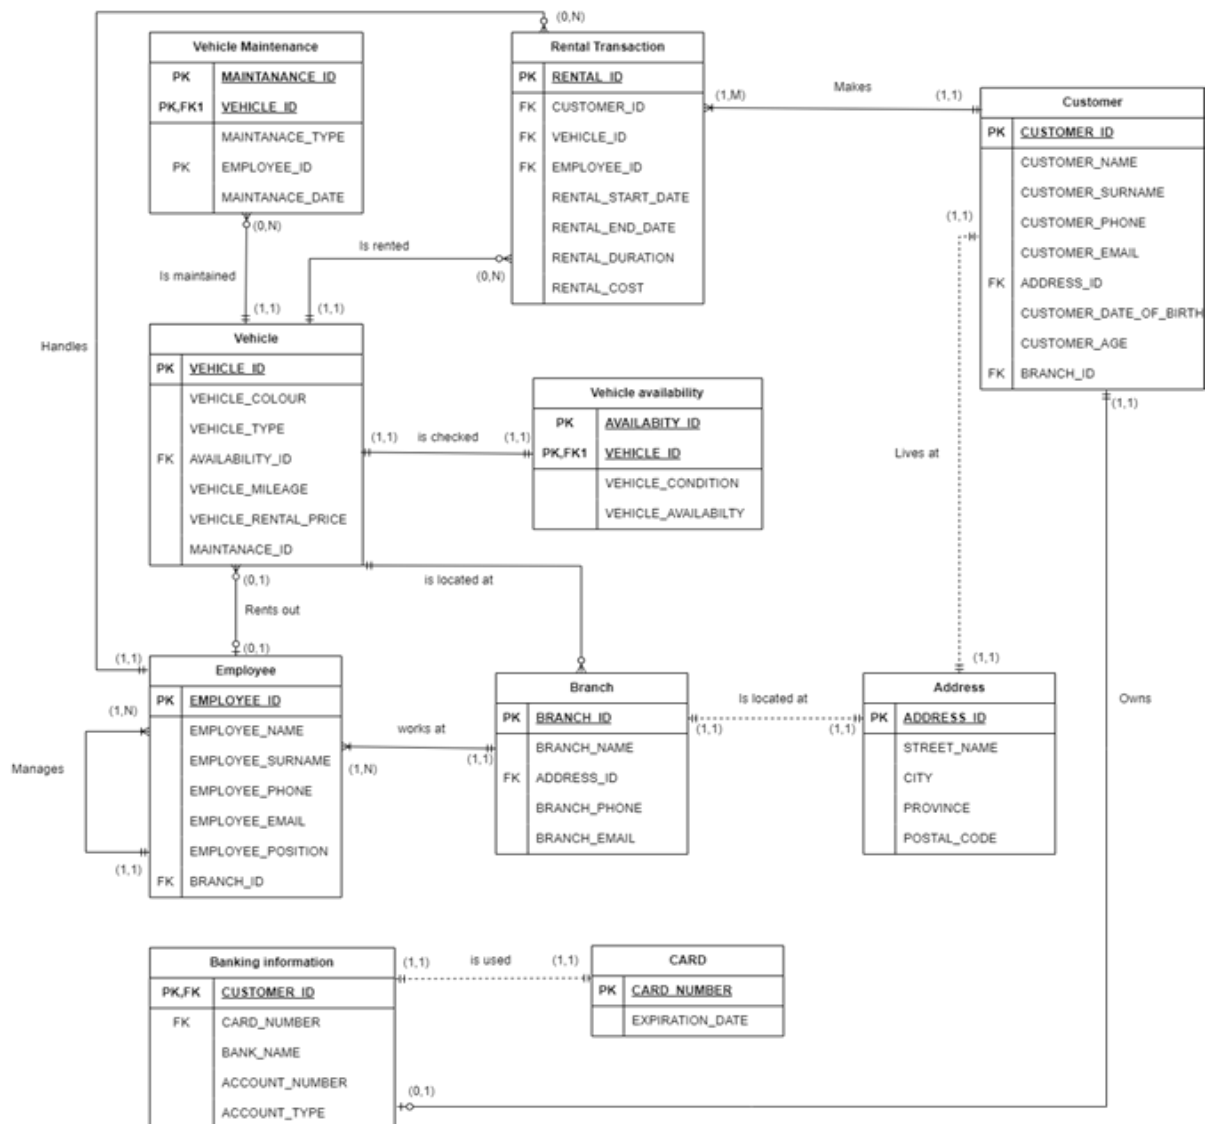 (0,N)
Vehicle Maintenance
PK MAINTANANCE_ID
PK,FK1 VEHICLE_ID
MAINTANACE_TYPE
PK EMPLOYEE_ID
MAINTANACE_DATE
Rental Transaction
PK RENTAL_ID
FK CUSTOMER_ID
FK VEHICLE_ID
FK EMPLOYEE_ID
RENTAL_START_DATE
RENTAL_END_DATE
RENTAL_DURATION
RENTAL_COST
(1,M) Makes (1,1)
Customer
PK CUSTOMER_ID
CUSTOMER_NAME
CUSTOMER_SURNAME
CUSTOMER_PHONE
CUSTOMER_EMAIL
FK ADDRESS_ID
CUSTOMER_DATE_OF_BIRTH
CUSTOMER_AGE
FK BRANCH_ID
(1,1)
(0,N)
Is maintained
(1,1)
Is rented
(0,N)
(1,1)
(1,1)
Handles
Vehicle
PK VEHICLE_ID
VEHICLE_COLOUR
VEHICLE_TYPE
FK AVAILABILITY_ID
VEHICLE_MILEAGE
VEHICLE_RENTAL_PRICE
MAINTANACE_ID
(1,1) is checked (1,1)
Vehicle availability
PK AVAILABITY_ID
PK,FK1 VEHICLE_ID
VEHICLE_CONDITION
VEHICLE_AVAILABILTY
Lives at
(0,1)
Rents out
(0,1)
is located at
(1,1)
(1,1)
Employee
PK EMPLOYEE_ID
EMPLOYEE_NAME
EMPLOYEE_SURNAME
EMPLOYEE_PHONE
EMPLOYEE_EMAIL
EMPLOYEE_POSITION
FK BRANCH_ID
(1,N)
Manages
(1,1)
works at
(1,N)
(1,1)
Branch
PK BRANCH_ID
BRANCH_NAME
FK ADDRESS_ID
BRANCH_PHONE
BRANCH_EMAIL
Is located at
(1,1)
(1,1)
Address
PK ADDRESS_ID
STREET_NAME
CITY
PROVINCE
POSTAL_CODE
Owns
Banking information
PK,FK CUSTOMER_ID
FK CARD_NUMBER
BANK_NAME
ACCOUNT_NUMBER
ACCOUNT_TYPE
(1,1) is used (1,1)
CARD
PK CARD_NUMBER
EXPIRATION_DATE
(0,1)